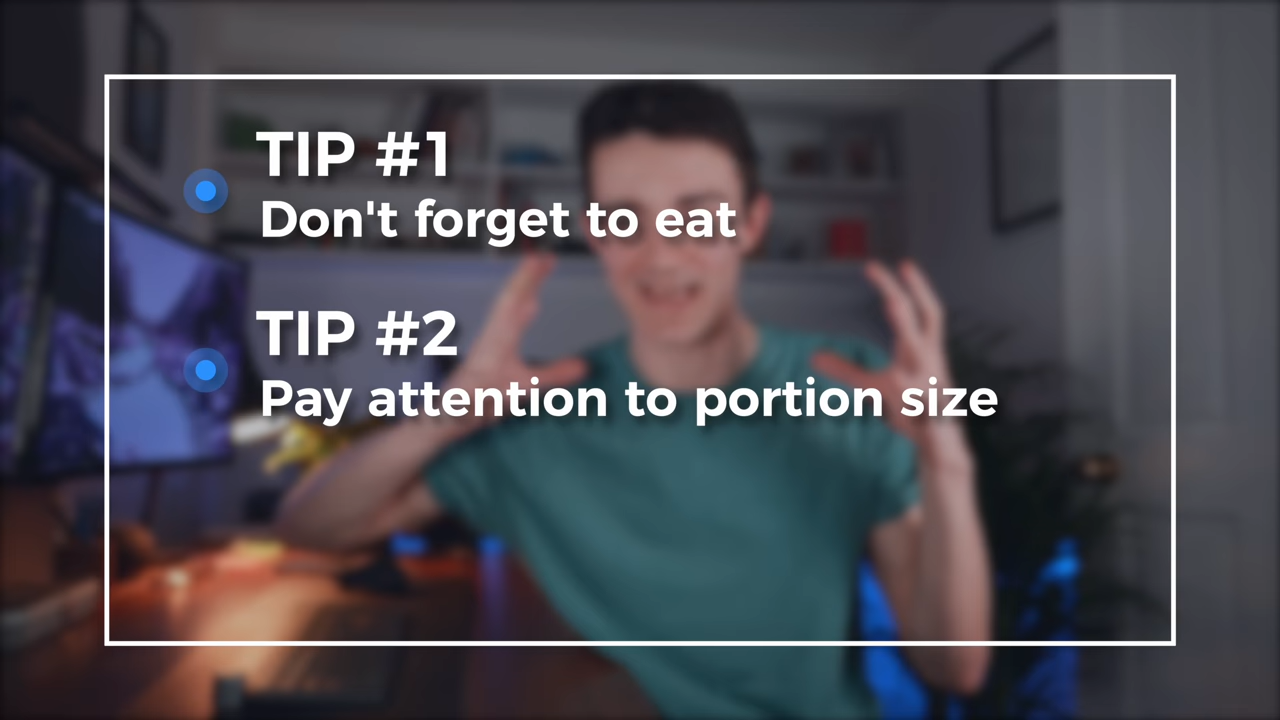 TIP #1
Don't forget to eat
TIP #2
Pay attention to portion size